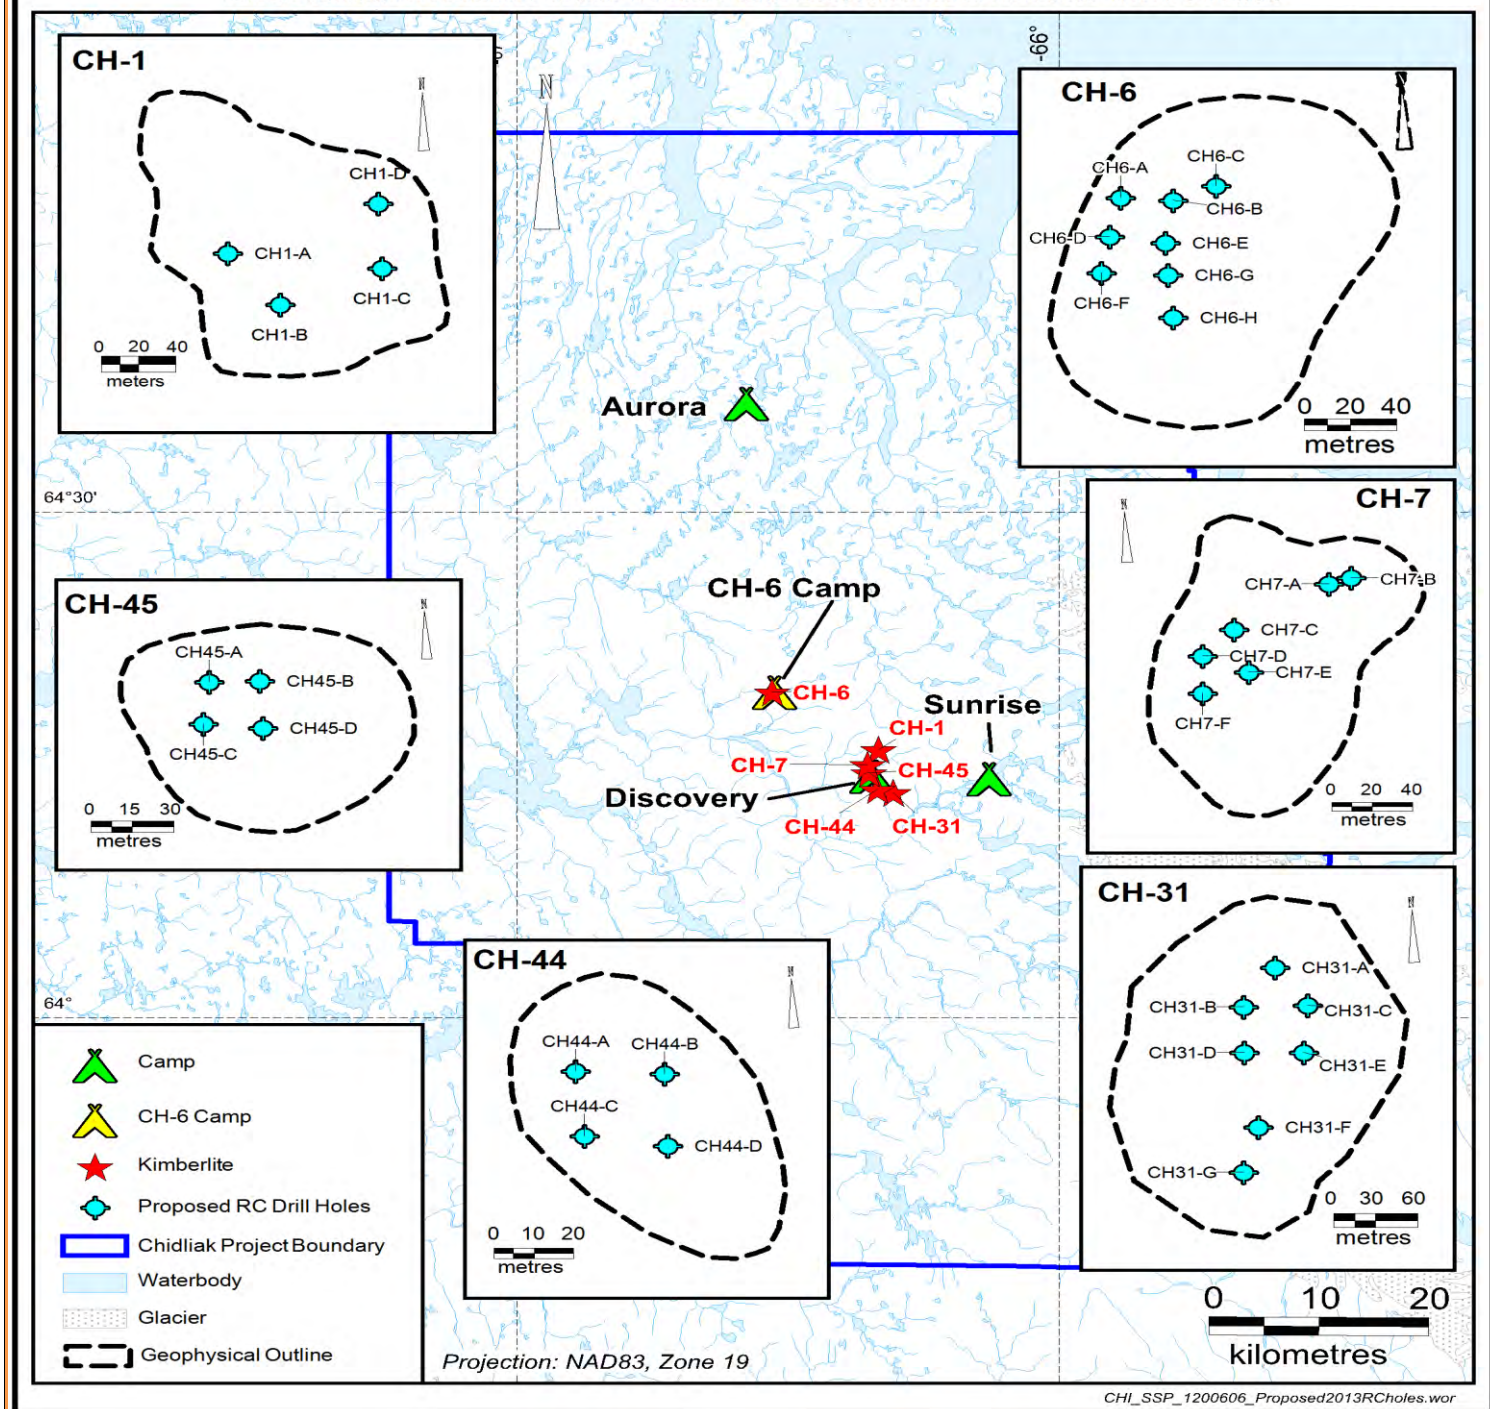 CH-1
N
CH1-D
CH1-A
CH1-C
CH1-B
0 20 40
meters
N
-66°
CH-6
N
CH6-C
CH6-A
CH6-B
CH6-D
CH6-E
CH6-G
CH6-F
CH6-H
0 20 40
metres
Aurora
64°30'
CH-7
N
CH7-A
CH7-B
CH7-C
CH7-D
CH7-E
CH7-F
0 20 40
metres
CH-45
N
CH45-A
CH45-B
CH45-D
CH45-C
0 15 30
metres
CH-6 Camp
CH-6
Sunrise
CH-1
CH-7
CH-45
Discovery
CH-44
CH-31
CH-31
N
CH31-A
CH31-B
CH31-C
CH31-D
CH31-E
CH31-F
CH31-G
0 30 60
metres
CH-44
N
CH44-A
CH44-B
CH44-C
CH44-D
0 10 20
metres
64°
Camp
CH-6 Camp
Kimberlite
Proposed RC Drill Holes
Chidliak Project Boundary
Waterbody
Glacier
Geophysical Outline
Projection: NAD83, Zone 19
0 10 20
kilometres
CHI_SSP_1200606_Proposed2013RCholes.wor